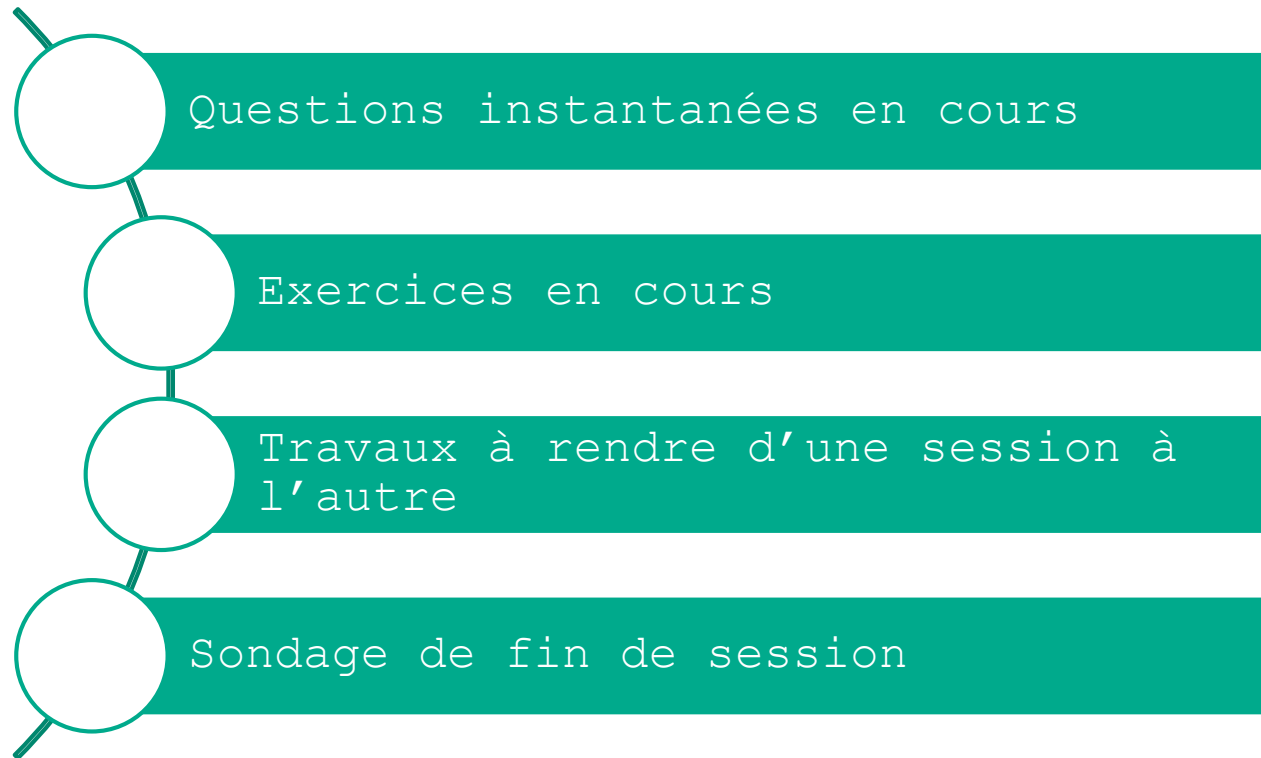 Questions instantanées en cours
Exercices en cours
Travaux à rendre d’une session à
l’autre
Sondage de fin de session